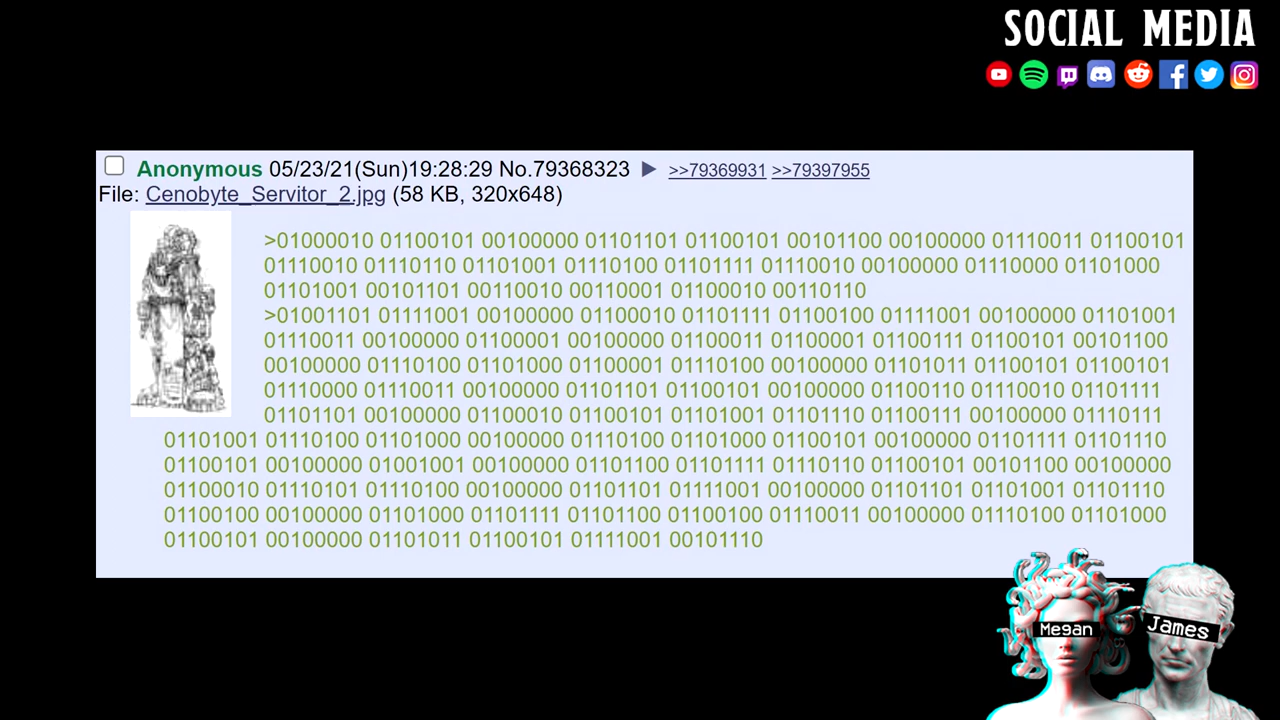 SOCIAL MEDIA
Anonymous 05/23/21(Sun)19:28:29 No.79368323 ▶ >>79369931 >>79397955
File: Cenobyte_Servitor_2.jpg (58 KB, 320x648)
>01000010 01100101 00100000 01101101 01100101 00101100 00100000 01110011 01100101
01110010 01110110 01101001 01110100 01101111 01110010 00100000 01110000 01101000
01101001 00101101 00110010 00110001 01100010 00110110
>01001101 01111001 00100000 01100010 01101111 01100100 01111001 00100000 01101001
01110011 00100000 01100001 00100000 01100011 01100001 01100111 01100101 00101100
00100000 01110100 01101000 01100001 01110100 00100000 01101011 01100101 01100101
01110000 01110011 00100000 01101101 01100101 00100000 01100110 01110010 01101111
01101101 00100000 01100010 01100101 01101001 01101110 01100111 00100000 01110111
01101001 01110100 01101000 00100000 01110100 01101000 01100101 00100000 01101111 01101110
01100101 00100000 01001001 00100000 01101100 01101111 01110110 01100101 00101100 00100000
01100010 01110101 01110100 00100000 01101101 01111001 00100000 01101101 01101001 01101110
01100100 00100000 01101000 01101111 01101100 01100100 01110011 00100000 01110100 01101000
01100101 00100000 01101011 01100101 01111001 00101110
Megan
James